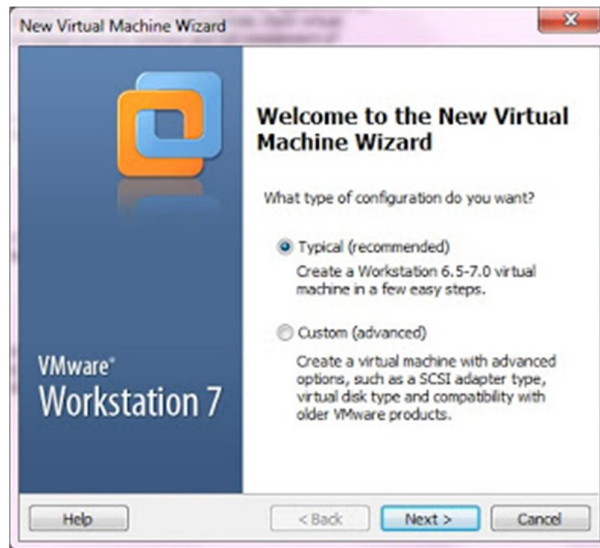 New Virtual Machine Wizard
Welcome to the New Virtual
Machine Wizard
What type of configuration do you want?
Typical (recommended)
Create a Workstation 6.5-7.0 virtual
machine in a few easy steps.
Custom (advanced)
Create a virtual machine with advanced
options, such as a SCSI adapter type,
virtual disk type and compatibility with
older VMware products.
VMware®
Workstation 7
Help
< Back
Next >
Cancel